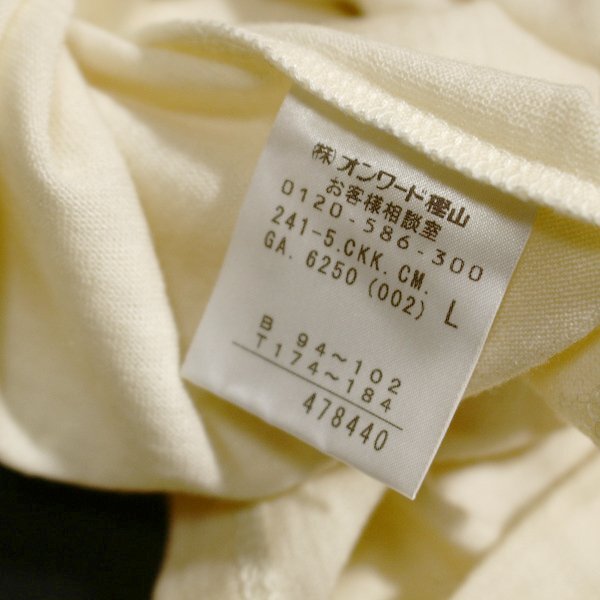 ㈱オンワード樫山
お客様相談室
0120-586-300
241-5.CKK.CM.
GA. 6250 (002) L
B 94~102
T174~184
478440